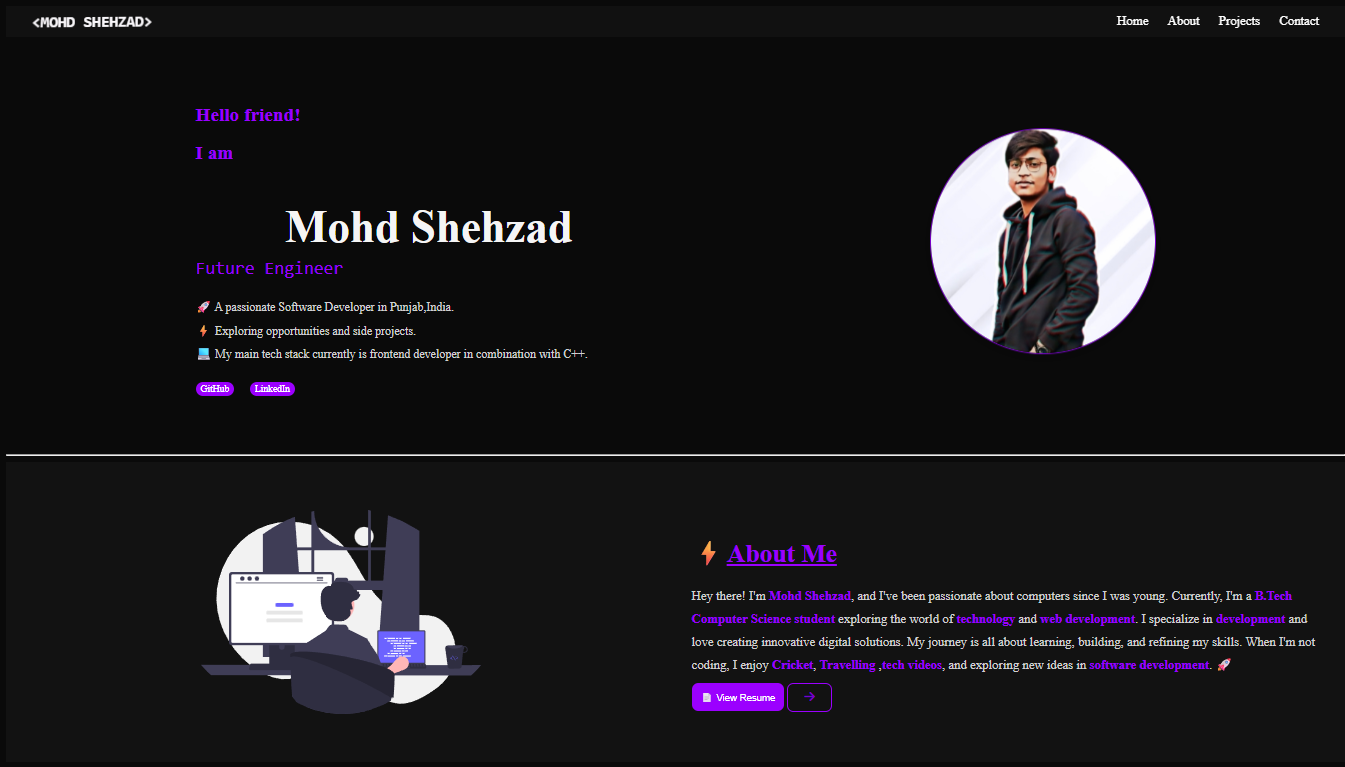 <MOHD SHEHZAD>
Home About Projects Contact
Hello friend!
I am
Mohd Shehzad
Future Engineer
🚀 A passionate Software Developer in Punjab,India.
⚡ Exploring opportunities and side projects.
💻 My main tech stack currently is frontend developer in combination with C++.
GitHub LinkedIn
⚡ About Me
Hey there! I'm Mohd Shehzad, and I've been passionate about computers since I was young. Currently, I'm a B.Tech
Computer Science student exploring the world of technology and web development. I specialize in development and
love creating innovative digital solutions. My journey is all about learning, building, and refining my skills. When I'm not
coding, I enjoy Cricket, Travelling ,tech videos, and exploring new ideas in software development. 🚀
📄 View Resume →